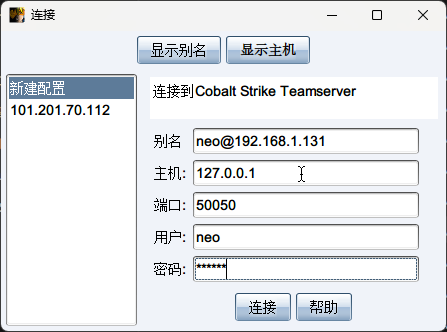 连接
显示别名 显示主机
新建配置
101.201.70.112
连接到Cobalt Strike Teamserver
别名 neo@192.168.1.131
主机: 127.0.0.1
端口: 50050
用户: neo
密码: ******
连接 帮助